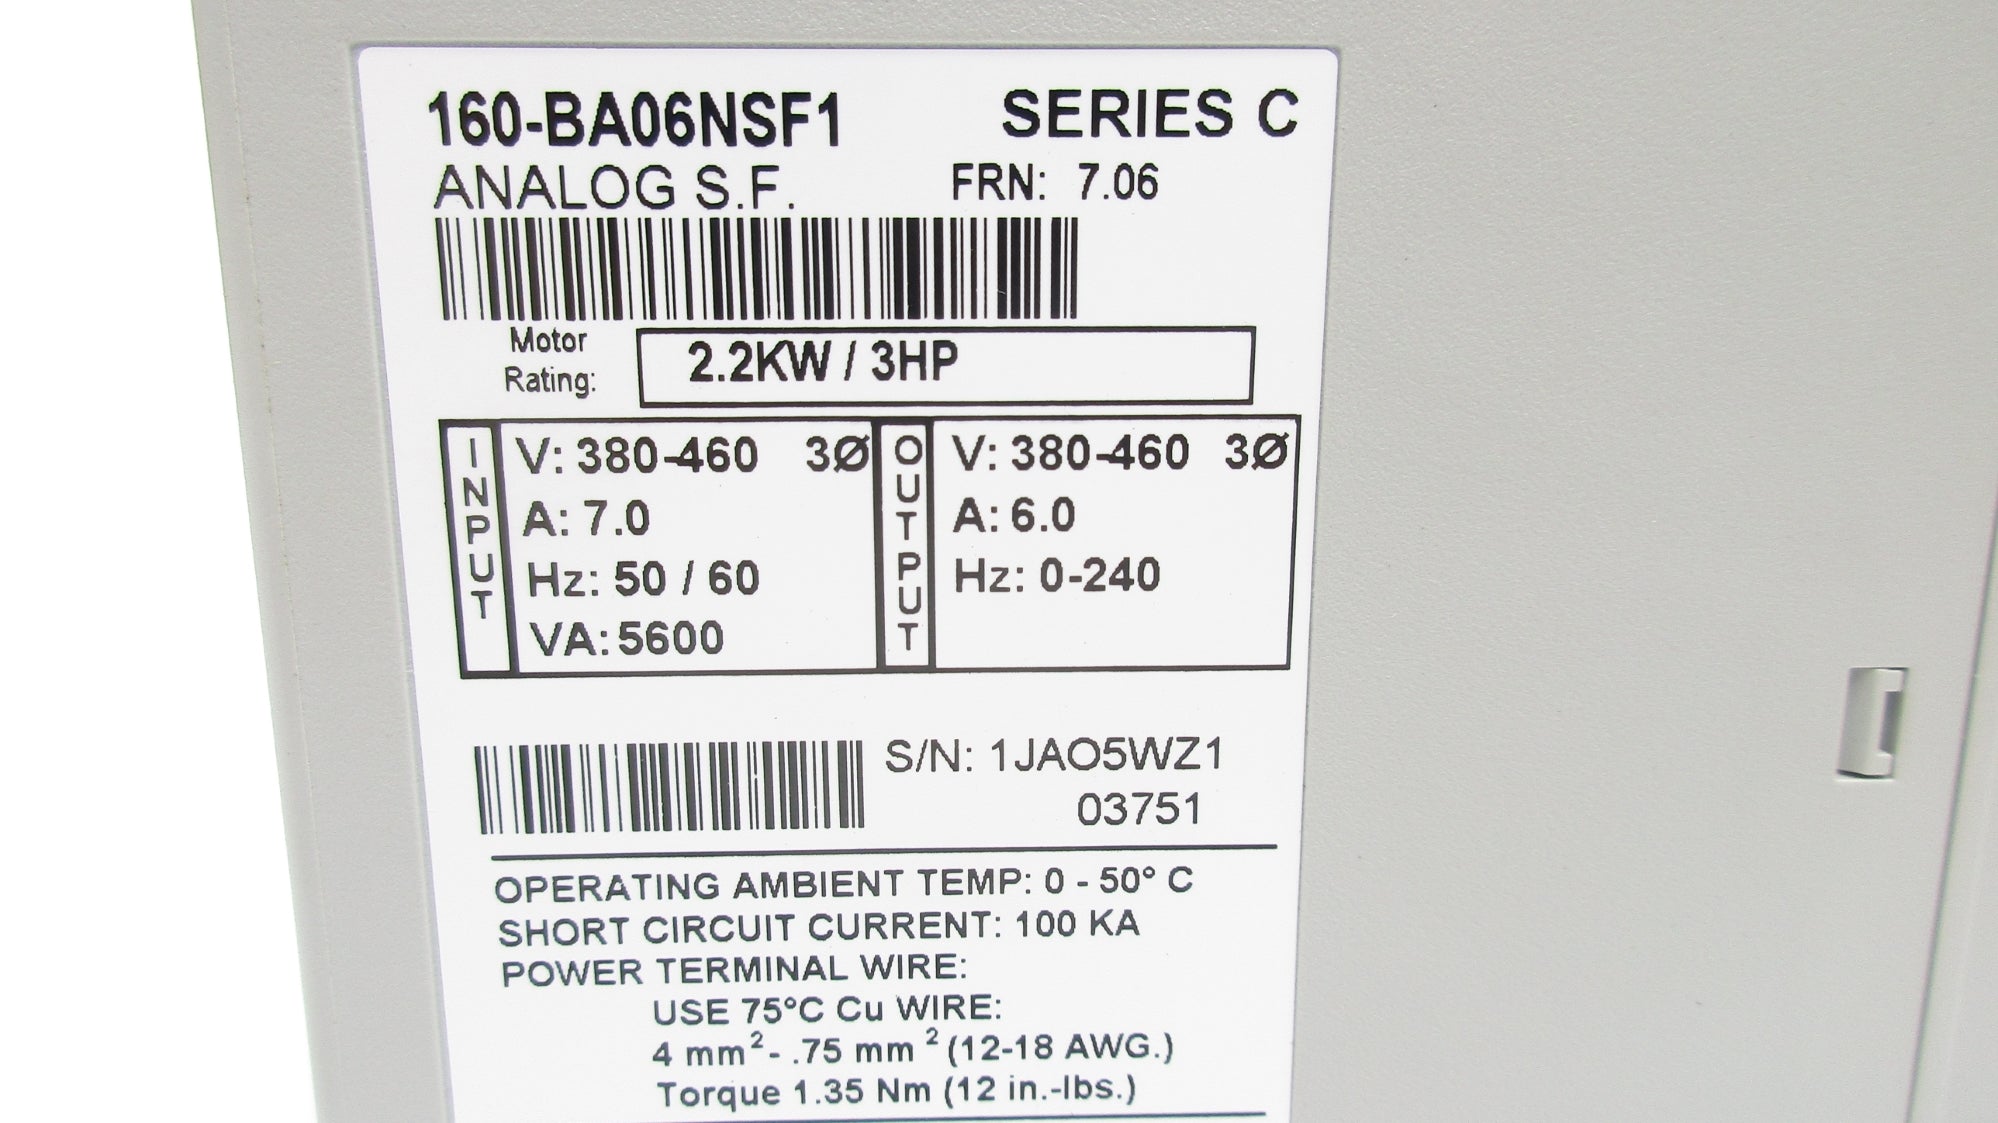 160-BA06NSF1 SERIES C
ANALOG S.F. FRN: 7.06
Motor
Rating: 2.2KW / 3HP
INPUT
V: 380-460 3Ø
A: 7.0
Hz: 50 / 60
VA: 5600
OUTPUT
V: 380-460 3Ø
A: 6.0
Hz: 0-240
S/N: 1JAO5WZ1
03751
OPERATING AMBIENT TEMP: 0 - 50° C
SHORT CIRCUIT CURRENT: 100 KA
POWER TERMINAL WIRE:
USE 75°C Cu WIRE:
4 mm² - .75 mm ² (12-18 AWG.)
Torque 1.35 Nm (12 in.-lbs.)